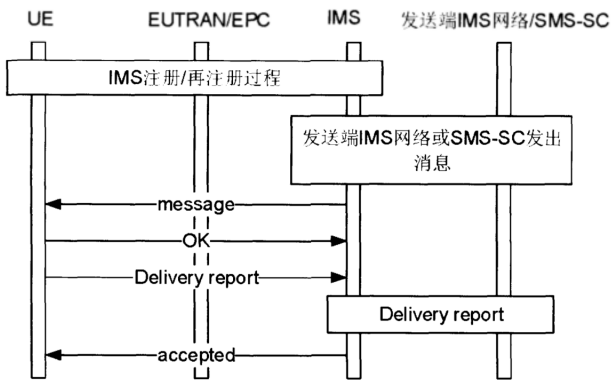 UE EUTRAN/EPC IMS 发送端IMS网络/SMS-SC
IMS注册/再注册过程
发送端IMS网络或SMS-SC发出
消息
message
OK
Delivery report
Delivery report
accepted